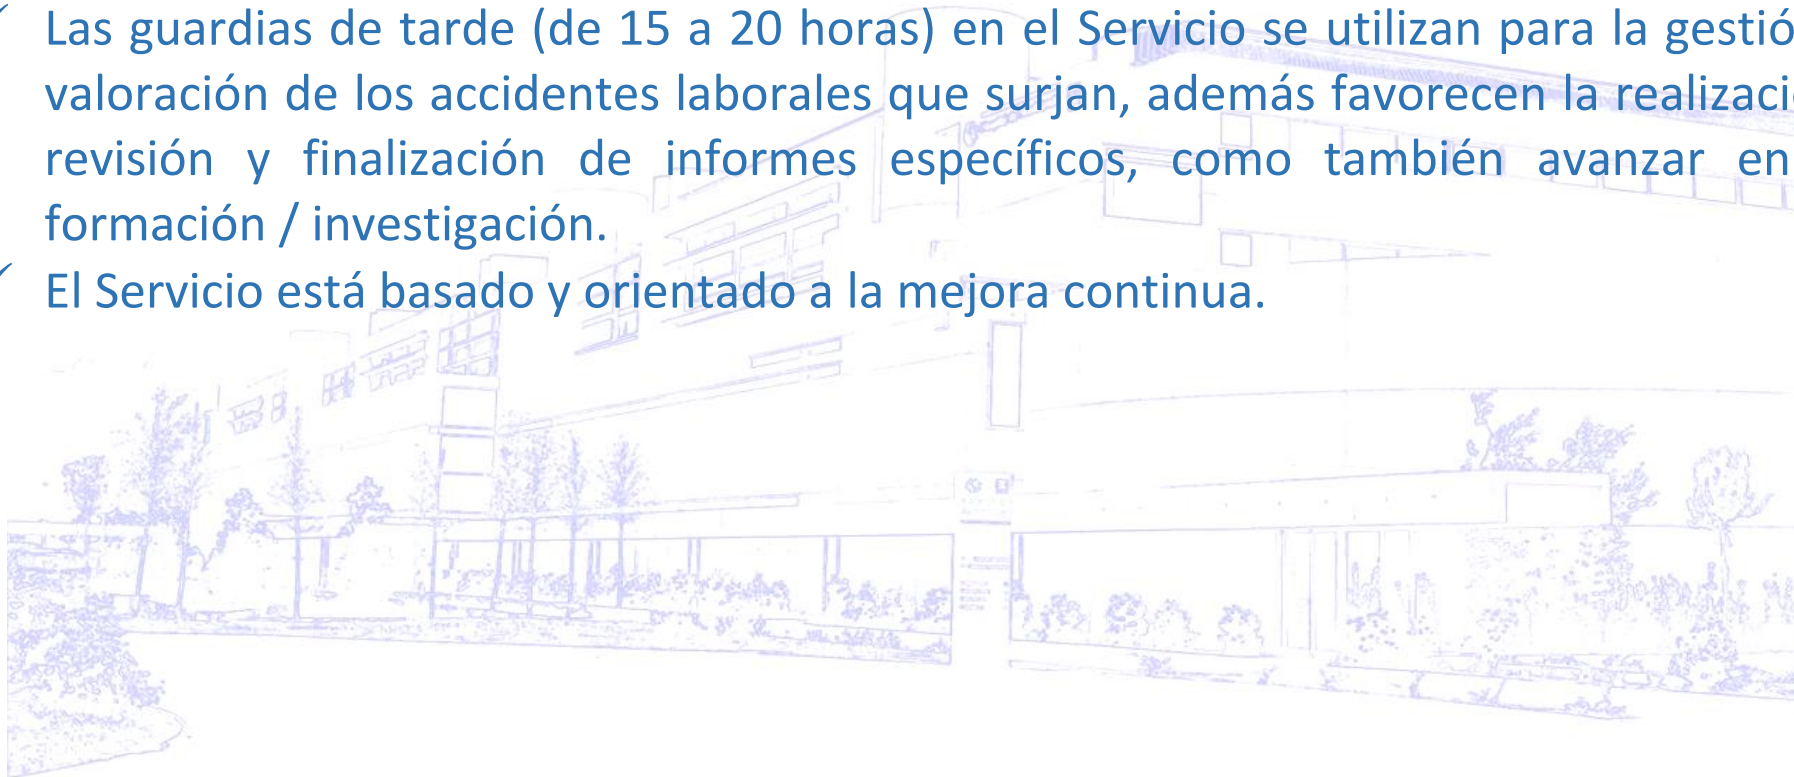 ✓ Las guardias de tarde (de 15 a 20 horas) en el Servicio se utilizan para la gestió
valoración de los accidentes laborales que surjan, además favorecen la realizaci
revisión y finalización de informes específicos, como también avanzar en
formación / investigación.
✓ El Servicio está basado y orientado a la mejora continua.